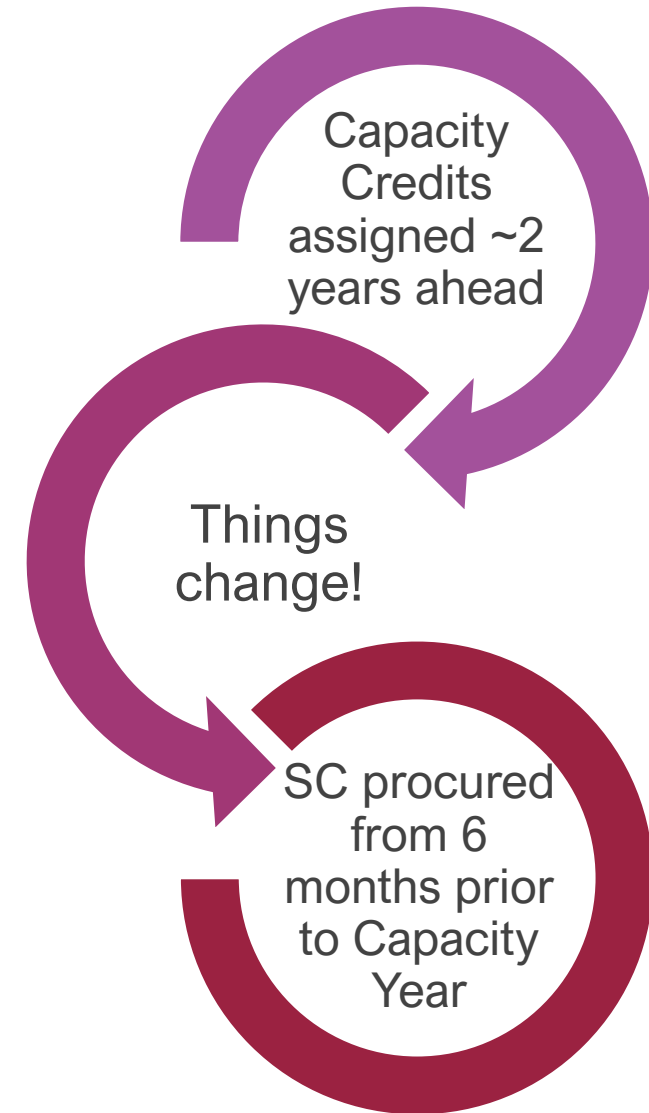 Capacity
Credits
assigned ~2
years ahead
Things
change!
SC procured
from 6
months prior
to Capacity
Year